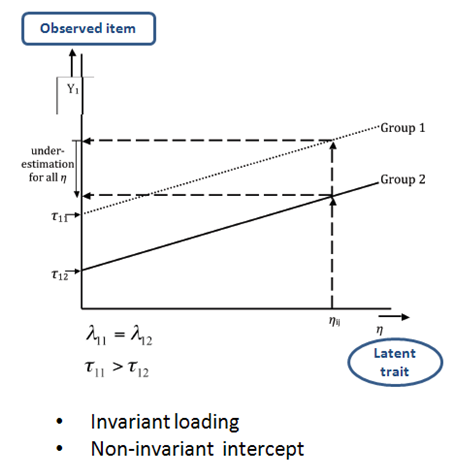 Observed item
Y₁
under-
estimation
for all η
Group 1
Group 2
τ₁₁
τ₁₂
ηᵢⱼ
η
Latent
trait
λ₁₁ = λ₁₂
τ₁₁ > τ₁₂
• Invariant loading
• Non-invariant intercept